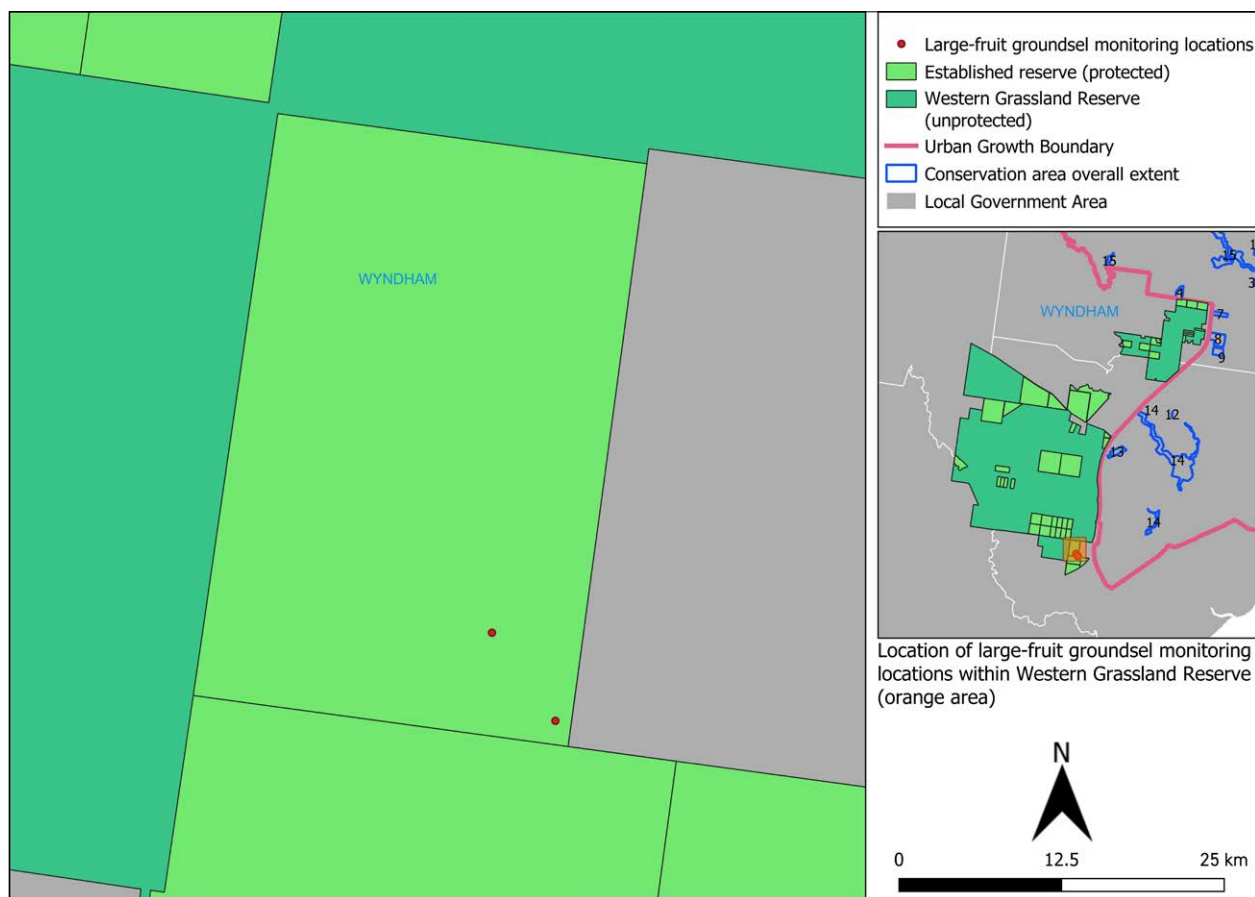 WYNDHAM
Large-fruit groundsel monitoring locations
Established reserve (protected)
Western Grassland Reserve
(unprotected)
Urban Growth Boundary
Conservation area overall extent
Local Government Area
15
15
1
3
4
WYNDHAM
7
8
9
14
12
13
14
14
Location of large-fruit groundsel monitoring
locations within Western Grassland Reserve
(orange area)
N
0 12.5 25 km